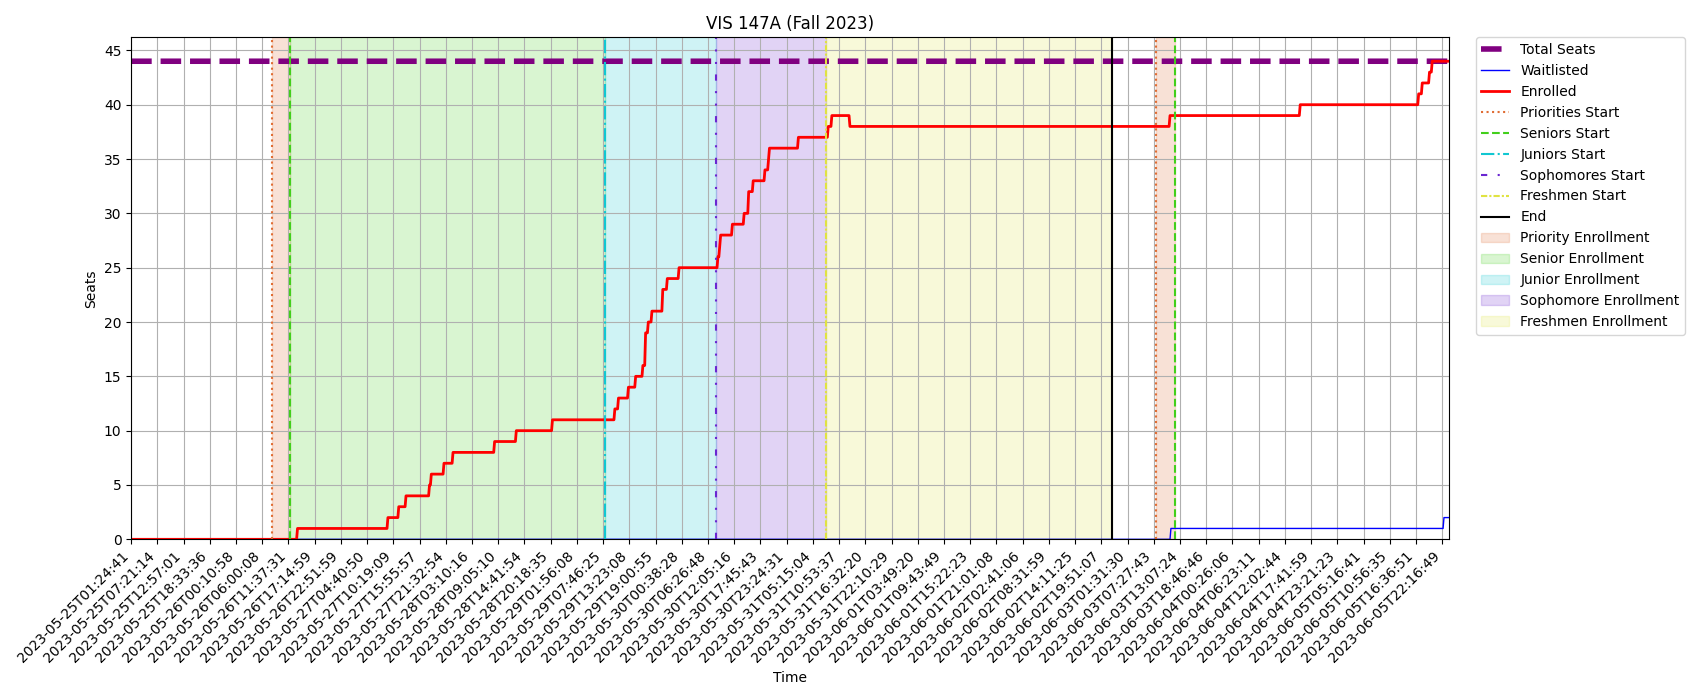 VIS 147A (Fall 2023)
45
40
35
30
25
20
15
10
5
0
Seats
2023-05-25T01:24:41
2023-05-25T07:21:14
2023-05-25T12:57:01
2023-05-25T18:33:36
2023-05-26T00:10:58
2023-05-26T06:00:08
2023-05-26T11:37:31
2023-05-26T17:14:59
2023-05-26T22:51:59
2023-05-27T04:40:50
2023-05-27T10:19:09
2023-05-27T15:55:57
2023-05-27T21:32:54
2023-05-28T03:10:16
2023-05-28T09:05:10
2023-05-28T14:41:54
2023-05-28T20:18:35
2023-05-29T01:56:08
2023-05-29T07:46:25
2023-05-29T13:23:08
2023-05-29T19:00:55
2023-05-30T00:38:28
2023-05-30T06:26:48
2023-05-30T12:05:16
2023-05-30T17:45:43
2023-05-30T23:24:31
2023-05-31T05:15:04
2023-05-31T10:53:37
2023-05-31T16:32:20
2023-05-31T22:10:29
2023-06-01T03:49:20
2023-06-01T09:43:49
2023-06-01T15:22:23
2023-06-01T21:01:08
2023-06-02T02:41:06
2023-06-02T08:31:59
2023-06-02T14:11:25
2023-06-02T19:51:07
2023-06-03T01:31:30
2023-06-03T07:27:43
2023-06-03T13:07:24
2023-06-03T18:46:46
2023-06-04T00:26:06
2023-06-04T06:23:11
2023-06-04T12:02:44
2023-06-04T17:41:59
2023-06-04T23:21:23
2023-06-05T05:16:41
2023-06-05T10:56:35
2023-06-05T16:36:51
2023-06-05T22:16:49
Time
Total Seats
Waitlisted
Enrolled
Priorities Start
Seniors Start
Juniors Start
Sophomores Start
Freshmen Start
End
Priority Enrollment
Senior Enrollment
Junior Enrollment
Sophomore Enrollment
Freshmen Enrollment